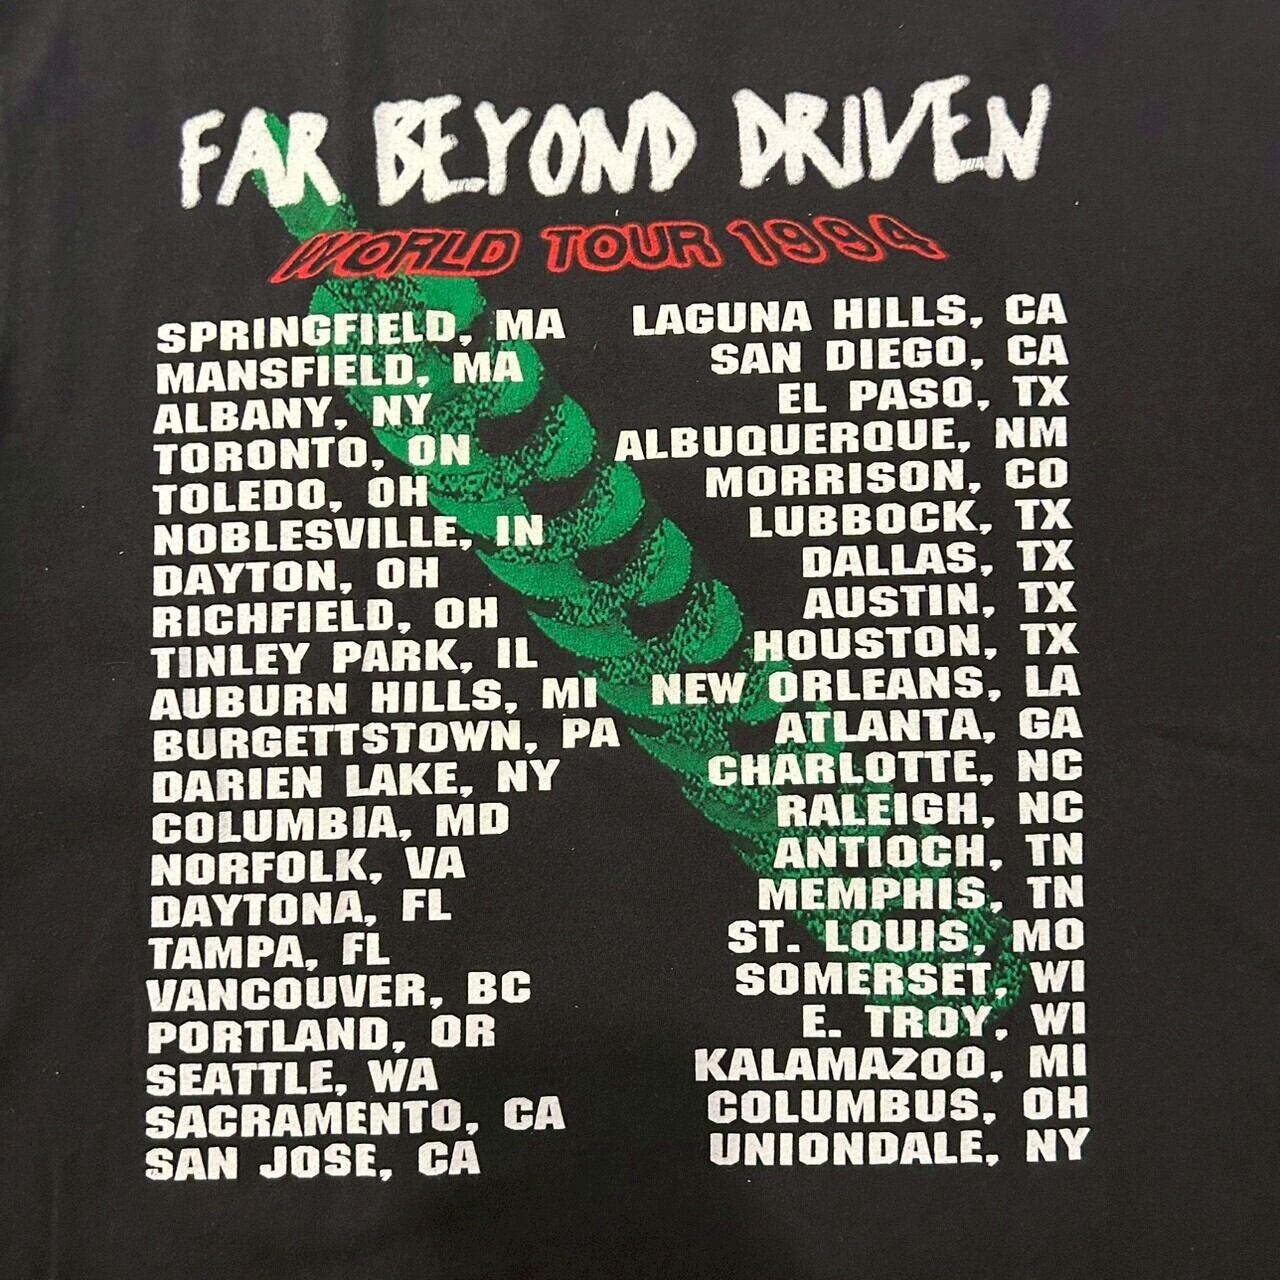 FAR BEYOND DRIVEN
WORLD TOUR 1994
SPRINGFIELD, MA
MANSFIELD, MA
ALBANY, NY
TORONTO, ON
TOLEDO, OH
NOBLESVILLE, IN
DAYTON, OH
RICHFIELD, OH
TINLEY PARK, IL
AUBURN HILLS, MI
BURGETTSTOWN, PA
DARIEN LAKE, NY
COLUMBIA, MD
NORFOLK, VA
DAYTONA, FL
TAMPA, FL
VANCOUVER, BC
PORTLAND, OR
SEATTLE, WA
SACRAMENTO, CA
SAN JOSE, CA
LAGUNA HILLS, CA
SAN DIEGO, CA
EL PASO, TX
ALBUQUERQUE, NM
MORRISON, CO
LUBBOCK, TX
DALLAS, TX
AUSTIN, TX
HOUSTON, TX
NEW ORLEANS, LA
ATLANTA, GA
CHARLOTTE, NC
RALEIGH, NC
ANTIOCH, TN
MEMPHIS, TN
ST. LOUIS, MO
SOMERSET, WI
E. TROY, WI
KALAMAZOO, MI
COLUMBUS, OH
UNIONDALE, NY